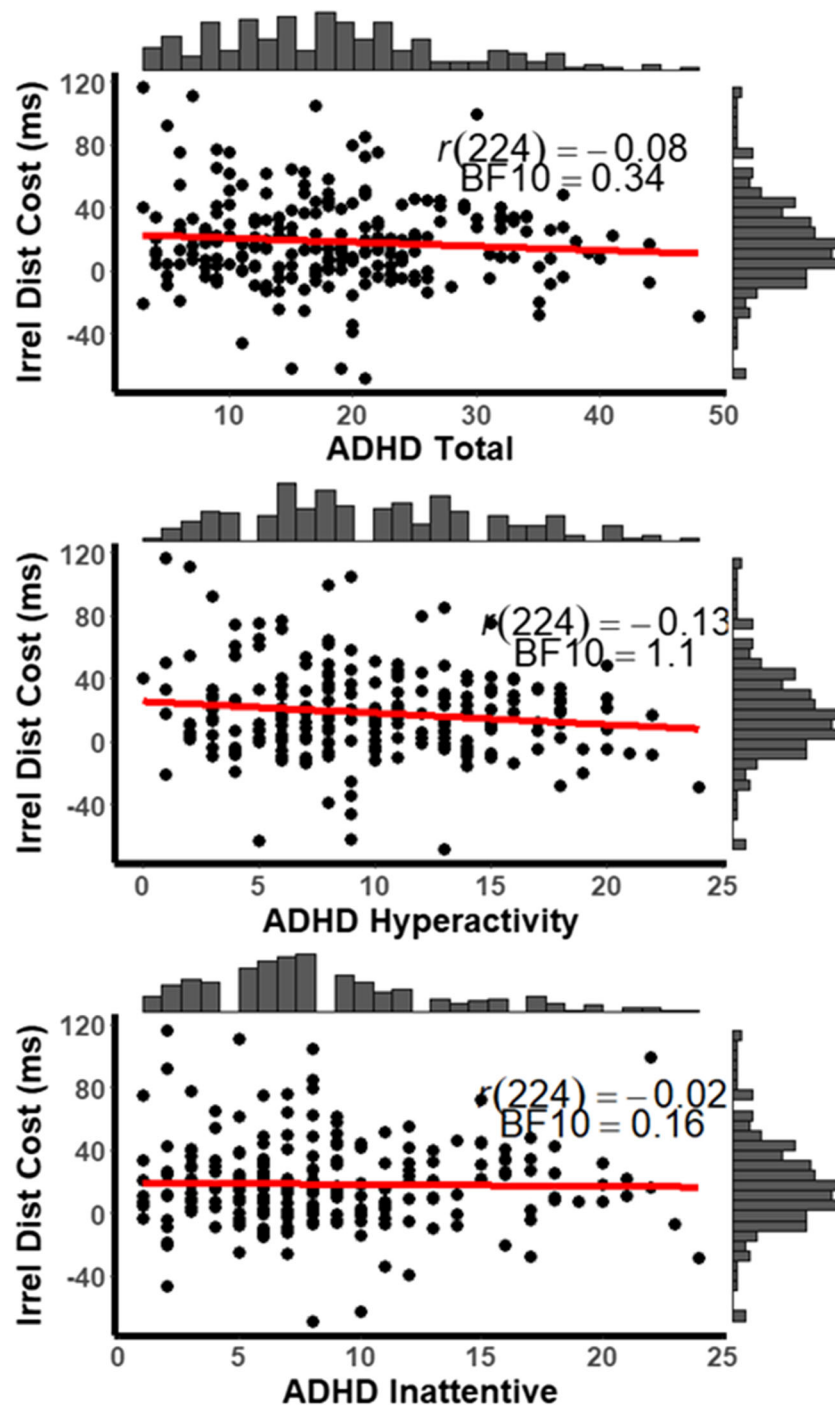 120
80
40
0
-40
Irrel Dist Cost (ms)
r(224) = −0.08
BF10 = 0.34
10 20 30 40 50
ADHD Total
120
80
40
0
-40
Irrel Dist Cost (ms)
r(224) = −0.13
BF10 = 1.1
0 5 10 15 20 25
ADHD Hyperactivity
120
80
40
0
-40
Irrel Dist Cost (ms)
r(224) = −0.02
BF10 = 0.16
0 5 10 15 20 25
ADHD Inattentive